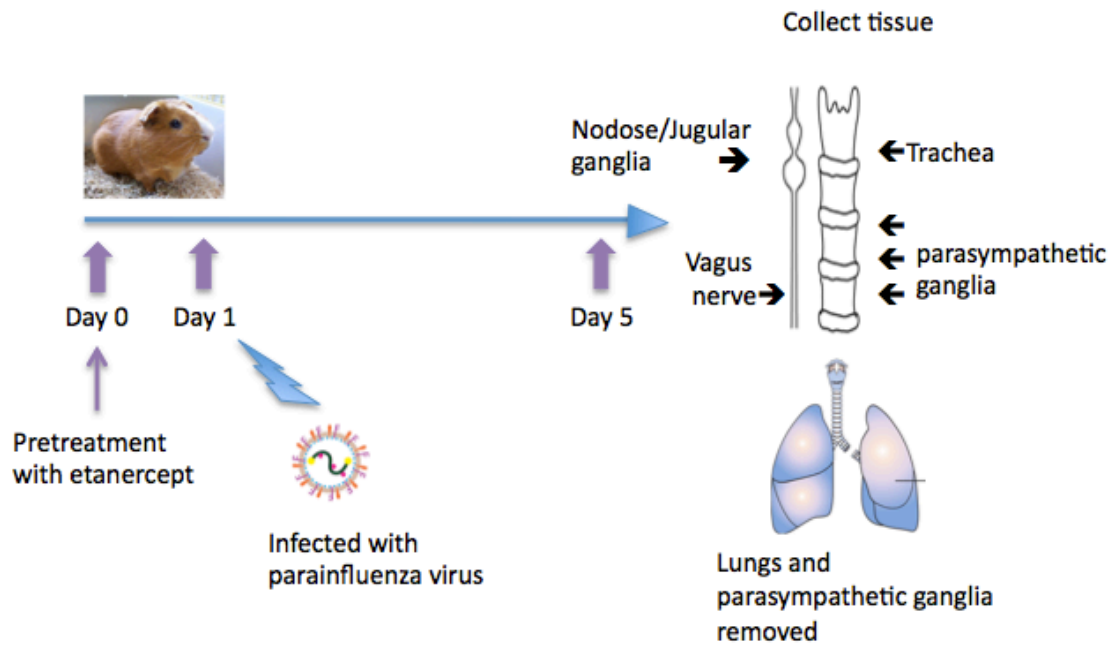 Collect tissue
Nodose/Jugular
ganglia
Trachea
Vagus
nerve
parasympathetic
ganglia
Day 0
Day 1
Day 5
Pretreatment
with etanercept
Infected with
parainfluenza virus
Lungs and
parasympathetic ganglia
removed